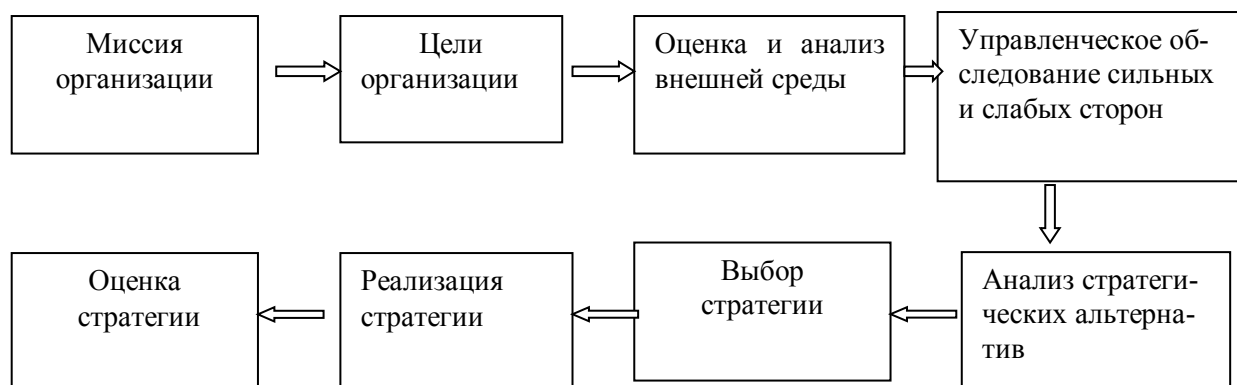 Миссия
организации
Цели
организации
Оценка и анализ
внешней среды
Управленческое об-
следование сильных
и слабых сторон
Анализ стратеги-
ческих альтерна-
тив
Выбор
стратегии
Реализация
стратегии
Оценка
стратегии